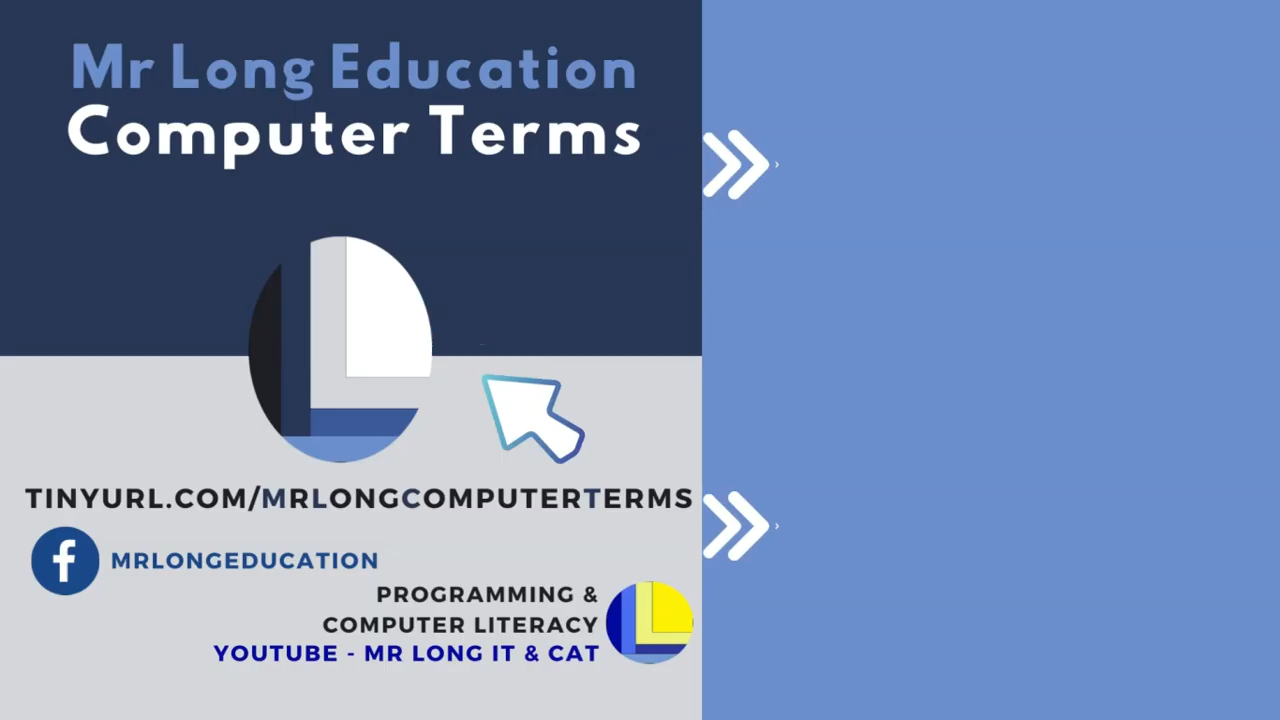 Mr Long Education
Computer Terms
TINYURL.COM/MRLONGCOMPUTERTERMS
MRLONGEDUCATION
PROGRAMMING &
COMPUTER LITERACY
YOUTUBE - MR LONG IT & CAT